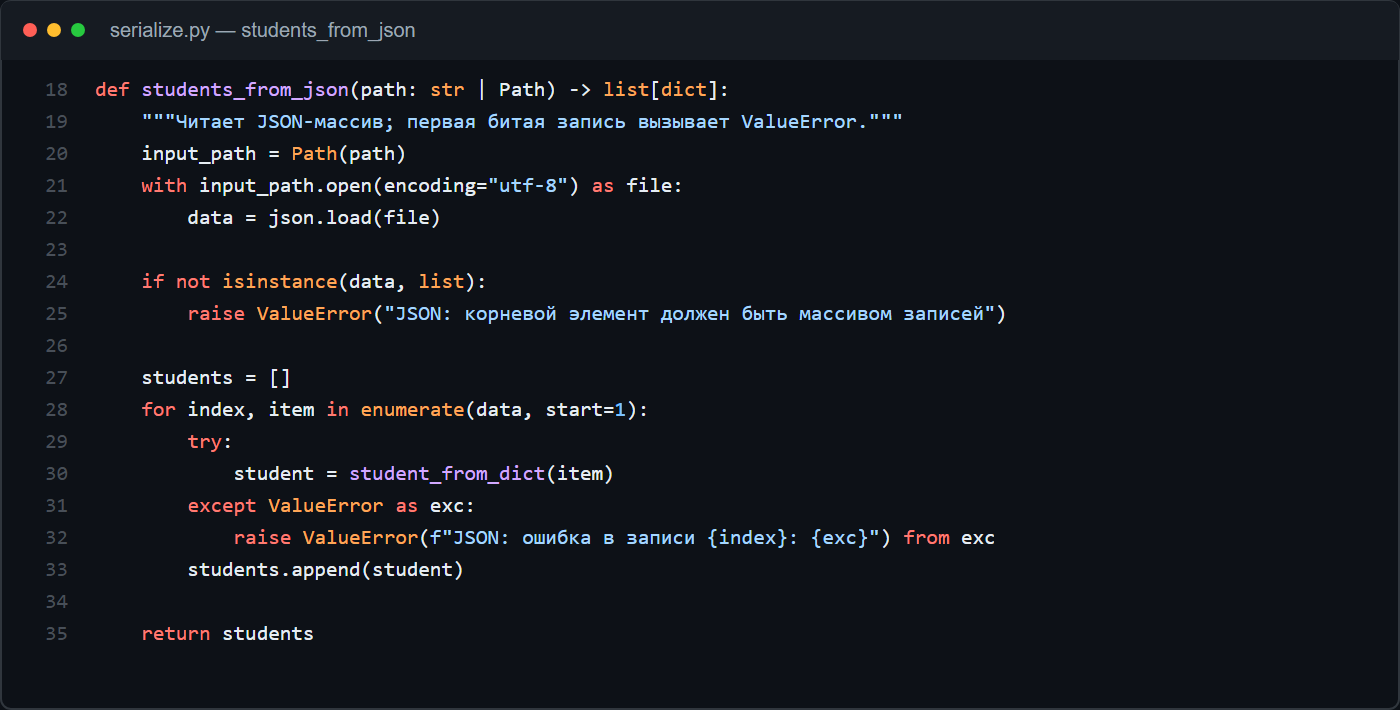 serialize.py — students_from_json
18 def students_from_json(path: str | Path) -> list[dict]:
19     """Читает JSON-массив; первая битая запись вызывает ValueError."""
20     input_path = Path(path)
21     with input_path.open(encoding="utf-8") as file:
22         data = json.load(file)
23
24     if not isinstance(data, list):
25         raise ValueError("JSON: корневой элемент должен быть массивом записей")
26
27     students = []
28     for index, item in enumerate(data, start=1):
29         try:
30             student = student_from_dict(item)
31         except ValueError as exc:
32             raise ValueError(f"JSON: ошибка в записи {index}: {exc}") from exc
33         students.append(student)
34
35     return students